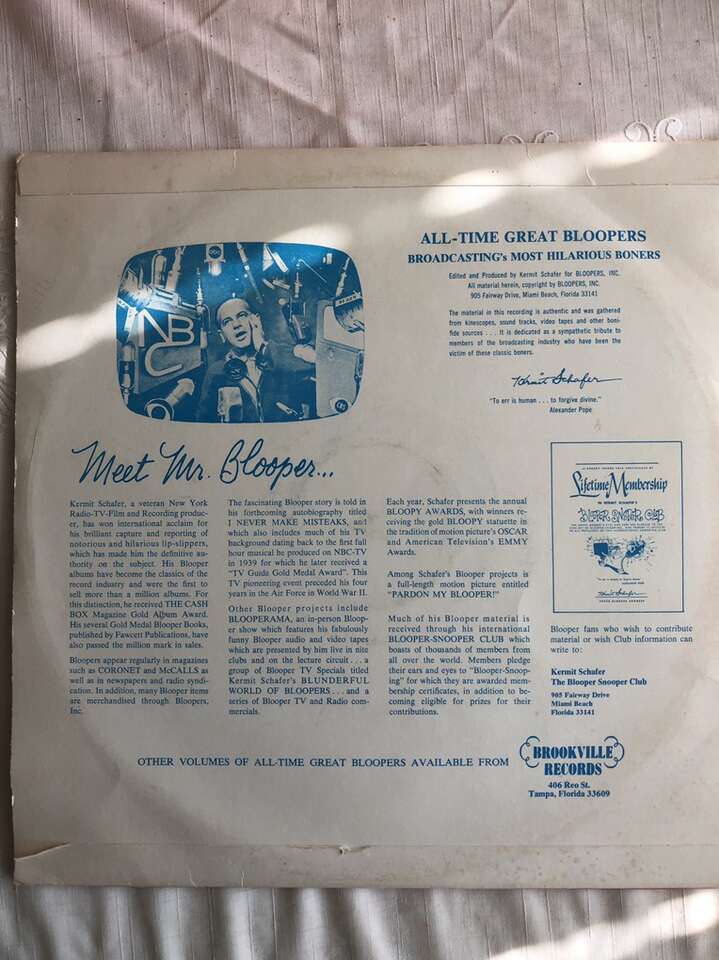 NBC
abc
CBS
ALL-TIME GREAT BLOOPERS
BROADCASTING's MOST HILARIOUS BONERS
Edited and Produced by Kermit Schafer for BLOOPERS, INC.
All material herein, copyright by BLOOPERS, INC.
905 Fairway Drive, Miami Beach, Florida 33141
The material in this recording is authentic and was gathered
from kinescopes, sound tracks, video tapes and other boni-
fide sources . . . It is dedicated as a sympathetic tribute to
members of the broadcasting industry who have been the
victim of these classic boners.
Kermit Schafer
"To err is human . . . to forgive divine."
Alexander Pope
Meet Mr. Blooper...
Kermit Schafer, a veteran New York
Radio-TV-Film and Recording produc-
er, has won international acclaim for
his brilliant capture and reporting of
notorious and hilarious lip-slippers,
which has made him the definitive au-
thority on the subject. His Blooper
albums have become the classics of the
record industry and were the first to
sell more than a million albums. For
this distinction, he received THE CASH
BOX Magazine Gold Album Award.
His several Gold Medal Blooper Books,
published by Fawcett Publications, have
also passed the million mark in sales.
Bloopers appear regularly in magazines
such as CORONET and McCALLS as
well as in newspapers and radio syndi-
cation. In addition, many Blooper items
are merchandised through Bloopers,
Inc.
The fascinating Blooper story is told in
his forthcoming autobiography titled
I NEVER MAKE MISTEAKS, and
which also includes much of his TV
background dating back to the first full
hour musical he produced on NBC-TV
in 1939 for which he later received a
"TV Guide Gold Medal Award". This
TV pioneering event preceded his four
years in the Air Force in World War II.
Other Blooper projects include
BLOOPERAMA, an in-person Bloop-
er show which features his fabulously
funny Blooper audio and video tapes
which are presented by him live in nite
clubs and on the lecture circuit . . . a
group of Blooper TV Specials titled
Kermit Schafer's BLUNDERFUL
WORLD OF BLOOPERS . . . and a
series of Blooper TV and Radio com-
mercials.
Each year, Schafer presents the annual
BLOOPY AWARDS, with winners re-
ceiving the gold BLOOPY statuette in
the tradition of motion picture's OSCAR
and American Television's EMMY
Awards.
Among Schafer's Blooper projects is
a full-length motion picture entitled
"PARDON MY BLOOPER!"
Much of his Blooper material is
received through his international
BLOOPER-SNOOPER CLUB which
boasts of thousands of members from
all over the world. Members pledge
their ears and eyes to "Blooper-Snoop-
ing" for which they are awarded mem-
bership certificates, in addition to be-
coming eligible for prizes for their
contributions.
Lifetime Membership
BLOOPER SNOOPER CLUB
Kermit Schafer
Blooper fans who wish to contribute
material or wish Club information can
write to:
Kermit Schafer
The Blooper Snooper Club
905 Fairway Drive
Miami Beach
Florida 33141
OTHER VOLUMES OF ALL-TIME GREAT BLOOPERS AVAILABLE FROM
BROOKVILLE
RECORDS
406 Reo St.
Tampa, Florida 33609